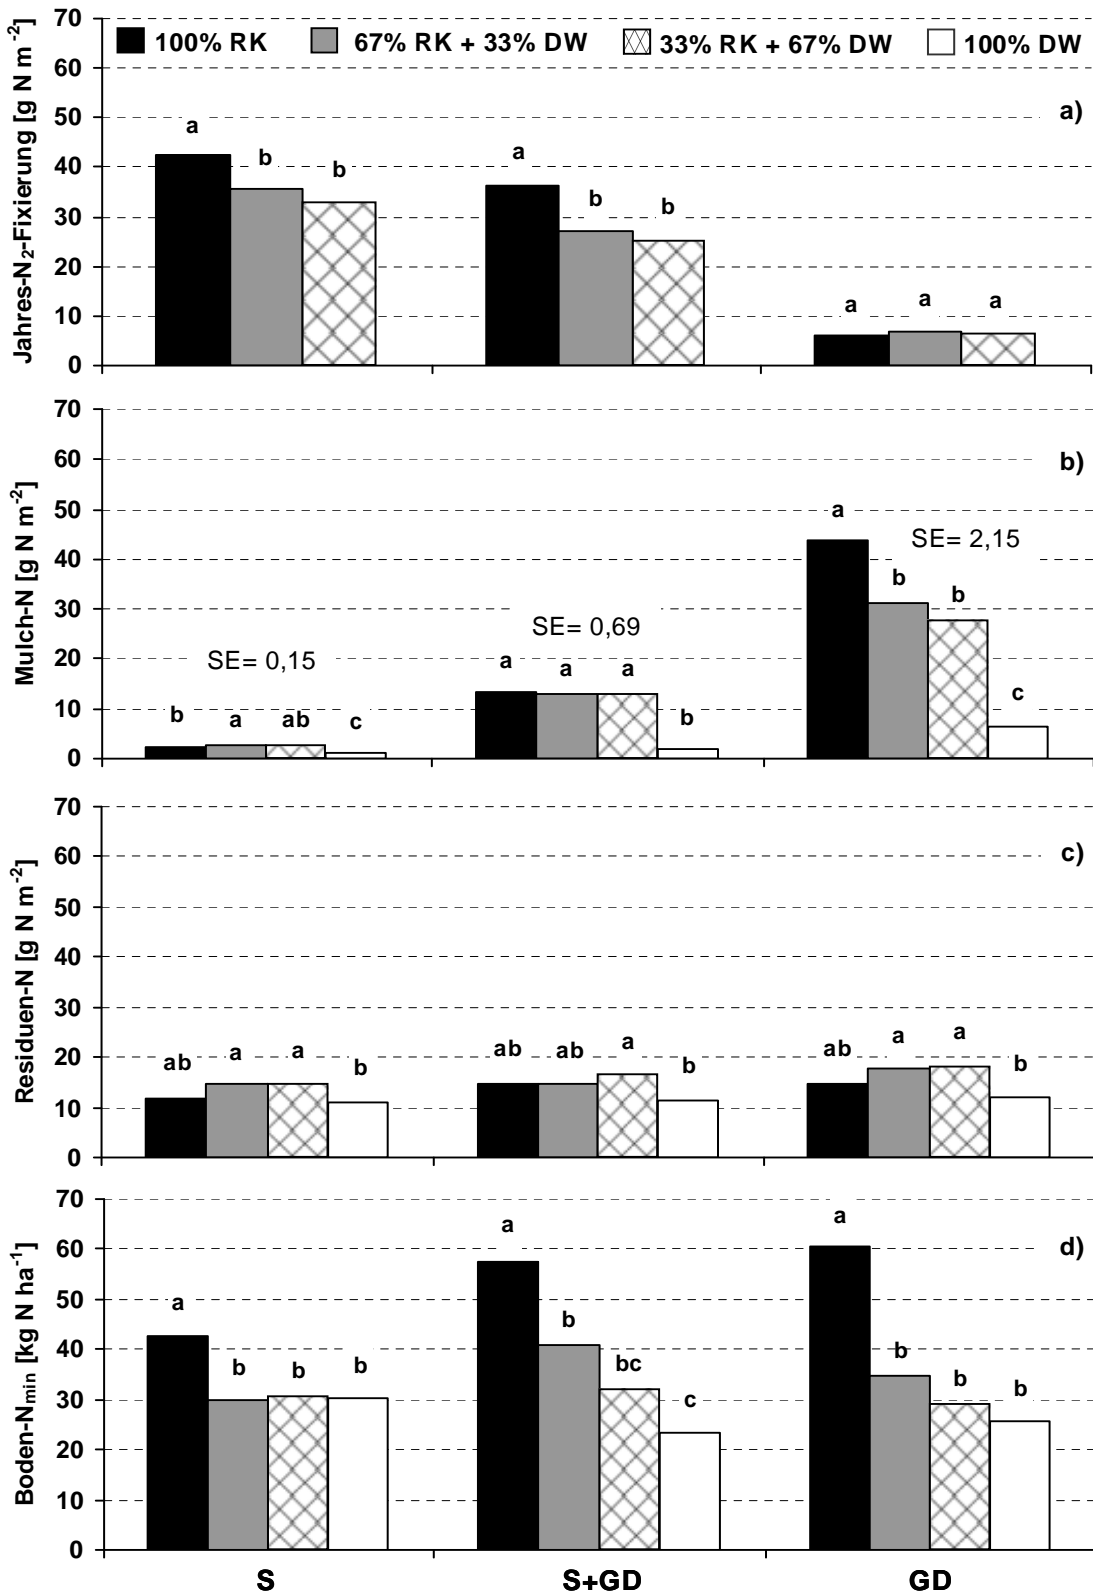 70
100% RK 67% RK + 33% DW 33% RK + 67% DW 100% DW
60
50
40
30
20
10
0
Jahres-N₂-Fixierung [g N m⁻²]
a)
a b b
a b b
a a a
70
60
50
40
30
20
10
0
Mulch-N [g N m⁻²]
b)
SE= 0,15
b a ab c
SE= 0,69
a a a b
SE= 2,15
a b b c
70
60
50
40
30
20
10
0
Residuen-N [g N m⁻²]
c)
ab a a b
ab ab a b
ab a a b
70
60
50
40
30
20
10
0
Boden-Nmin [kg N ha⁻¹]
d)
a b b b
a b bc c
a b b b
S S+GD GD